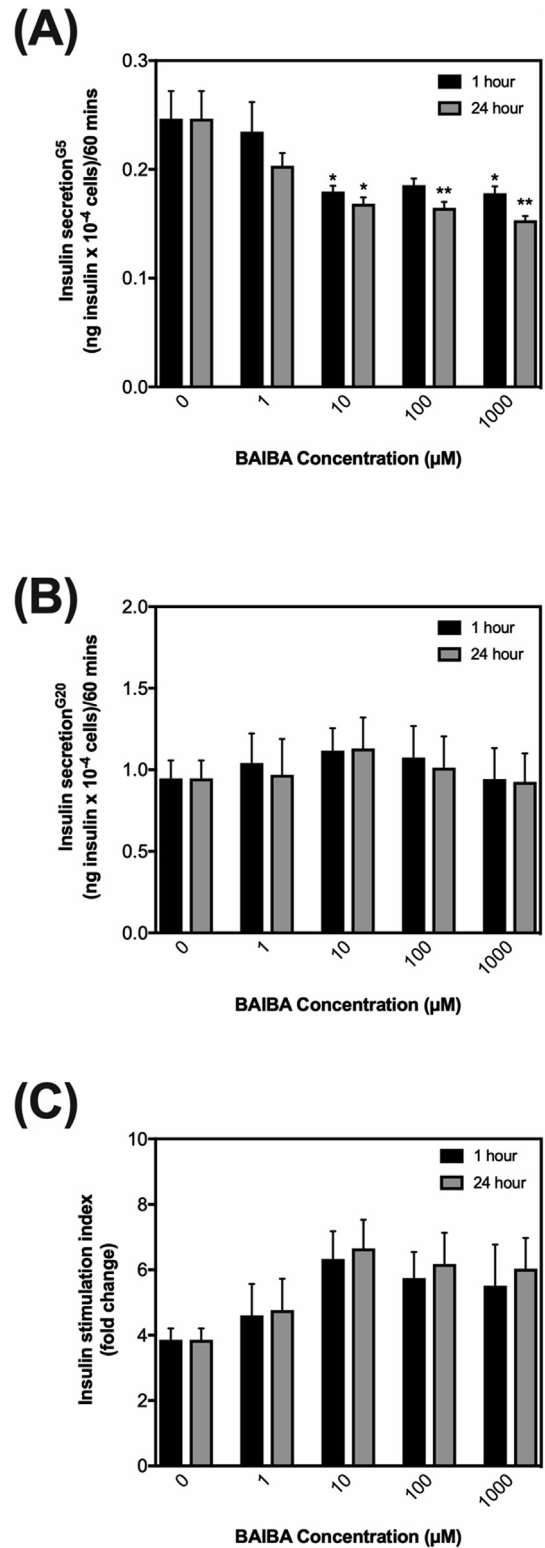 (A)
0.3
0.2
0.1
0.0
Insulin secretionᴳ⁵
(ng insulin x 10⁻⁴ cells)/60 mins
1 hour
24 hour
* * ** * **
0 1 10 100 1000
BAIBA Concentration (µM)
(B)
2.0
1.5
1.0
0.5
0.0
Insulin secretionᴳ²⁰
(ng insulin x 10⁻⁴ cells)/60 mins
1 hour
24 hour
0 1 10 100 1000
BAIBA Concentration (µM)
(C)
10
8
6
4
2
0
Insulin stimulation index
(fold change)
1 hour
24 hour
0 1 10 100 1000
BAIBA Concentration (µM)